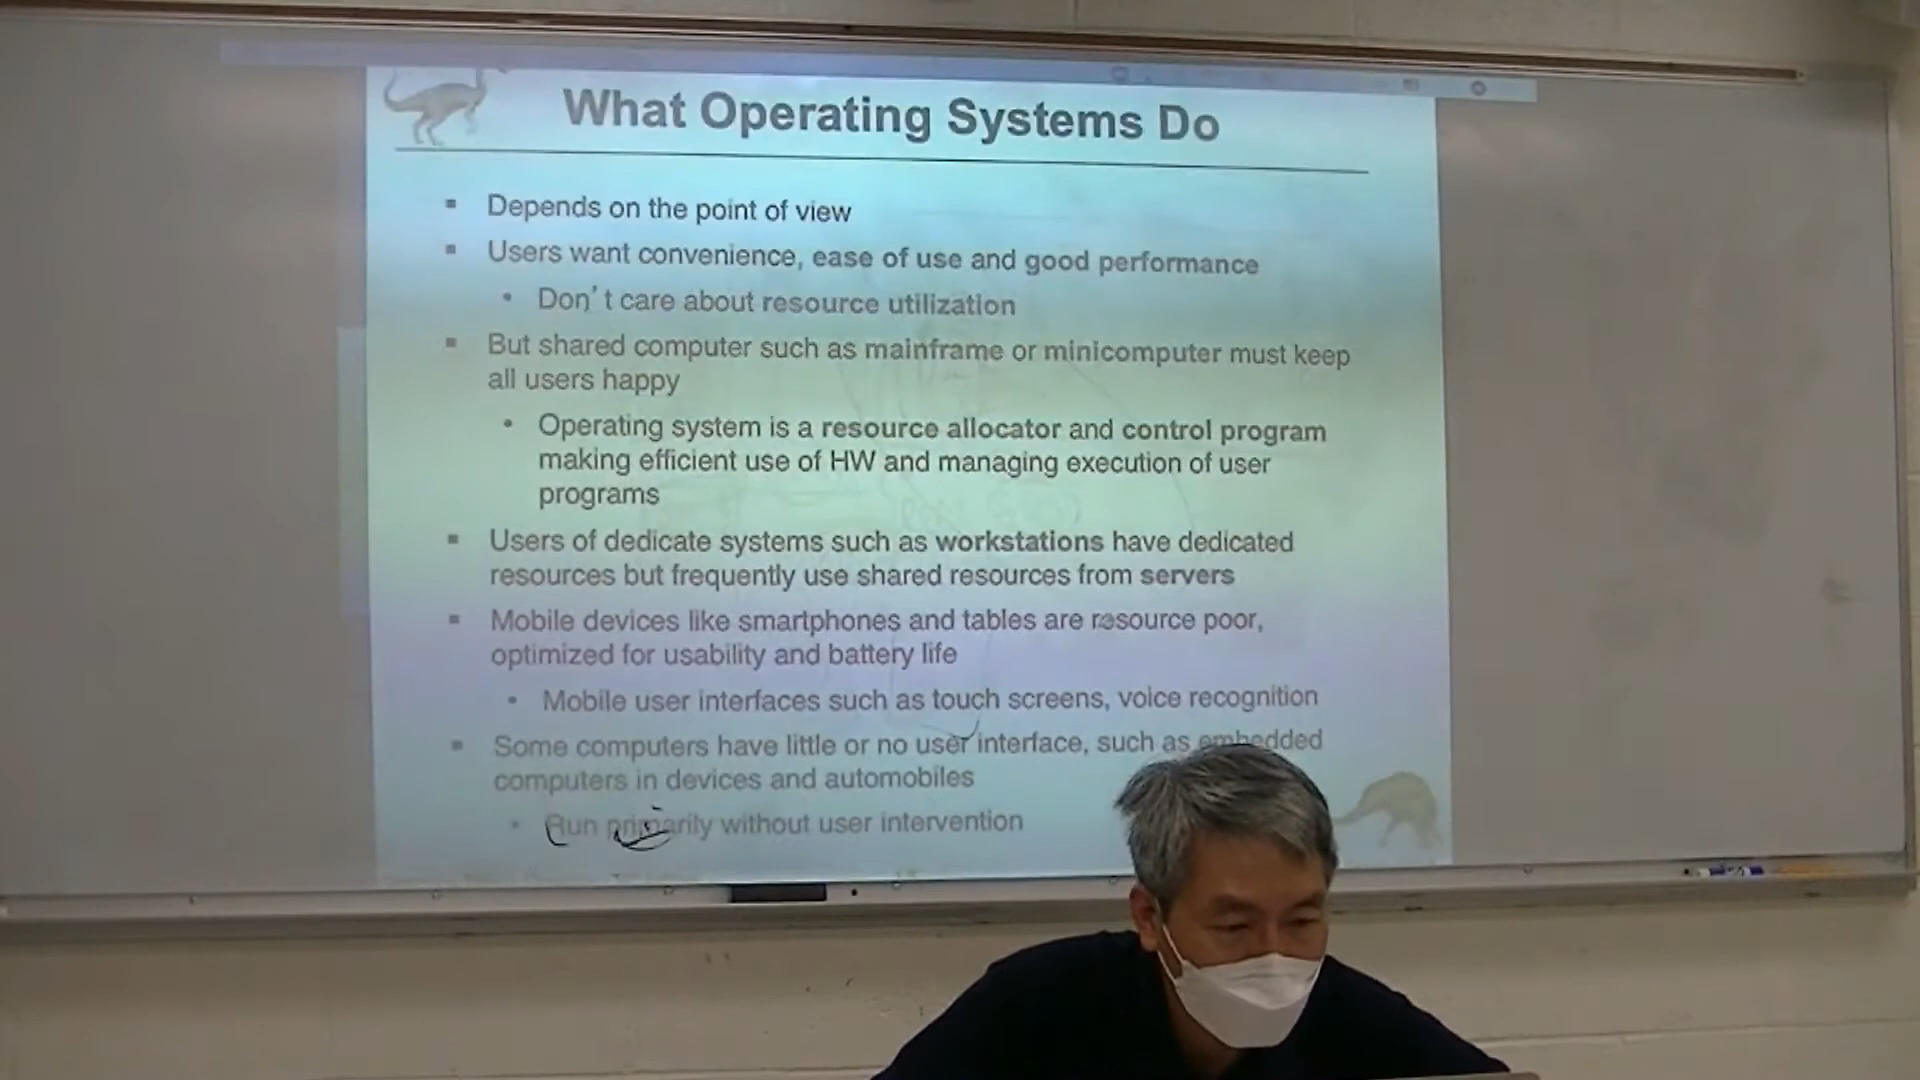 What Operating Systems Do
▪ Depends on the point of view
▪ Users want convenience, ease of use and good performance
• Don't care about resource utilization
▪ But shared computer such as mainframe or minicomputer must keep
all users happy
• Operating system is a resource allocator and control program
making efficient use of HW and managing execution of user
programs
▪ Users of dedicate systems such as workstations have dedicated
resources but frequently use shared resources from servers
▪ Mobile devices like smartphones and tables are resource poor,
optimized for usability and battery life
• Mobile user interfaces such as touch screens, voice recognition
▪ Some computers have little or no user interface, such as embedded
computers in devices and automobiles
• Run primarily without user intervention